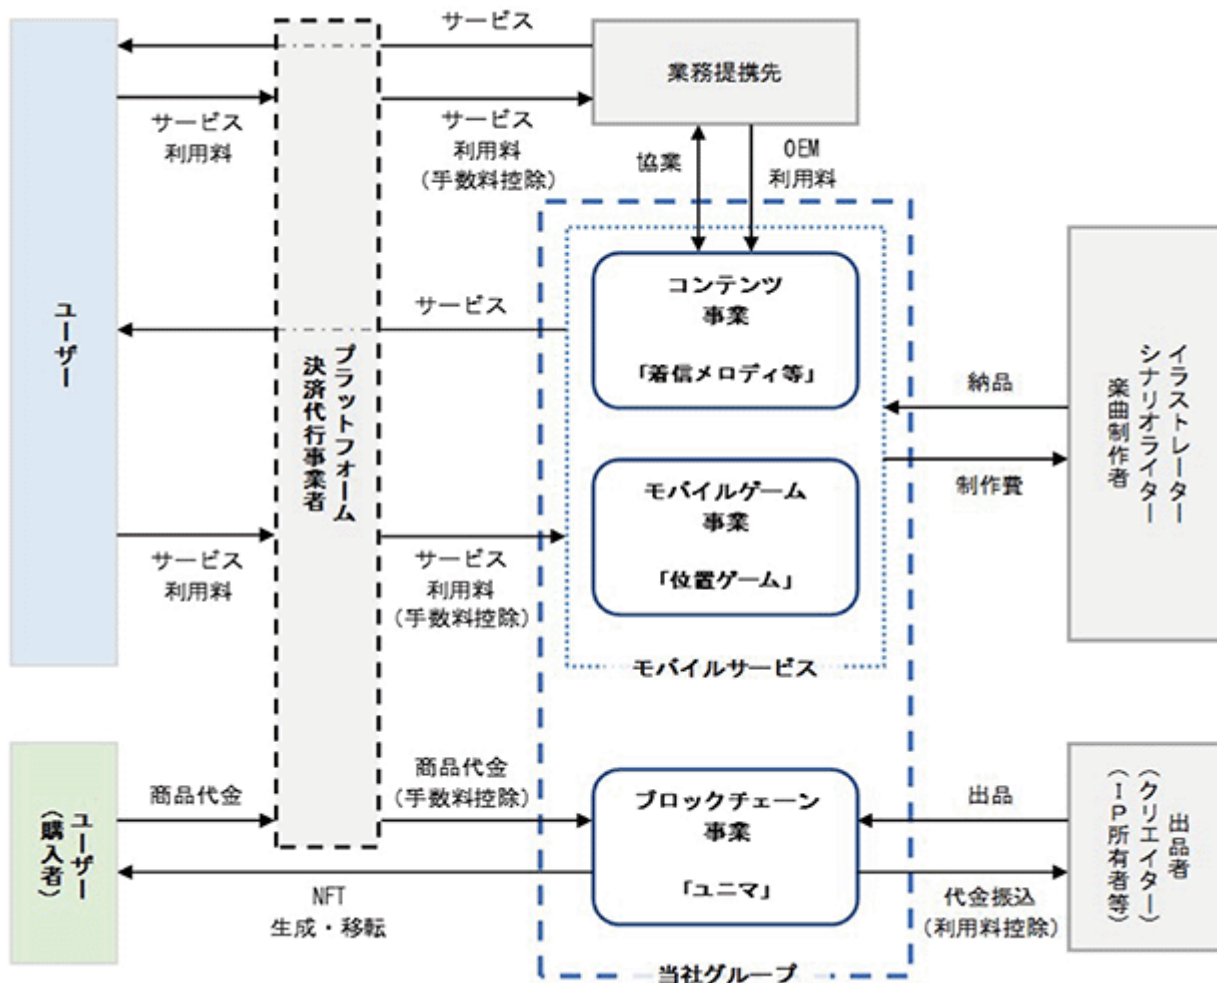 サービス
業務提携先
サービス
利用料
サービス
利用料
(手数料控除)
協業
OEM
利用料
ユーザー
プラットフォーム
決済代行事業者
サービス
コンテンツ
事業
「着信メロディ等」
納品
制作費
イラストレーター
シナリオライター
楽曲制作者
モバイルゲーム
事業
「位置ゲーム」
サービス
利用料
サービス
利用料
(手数料控除)
モバイルサービス
ユーザー
(購入者)
商品代金
商品代金
(手数料控除)
ブロックチェーン
事業
「ユニマ」
出品
出品者
(クリエイター)
(IP所有者等)
NFT
生成・移転
代金振込
(利用料控除)
当社グループ